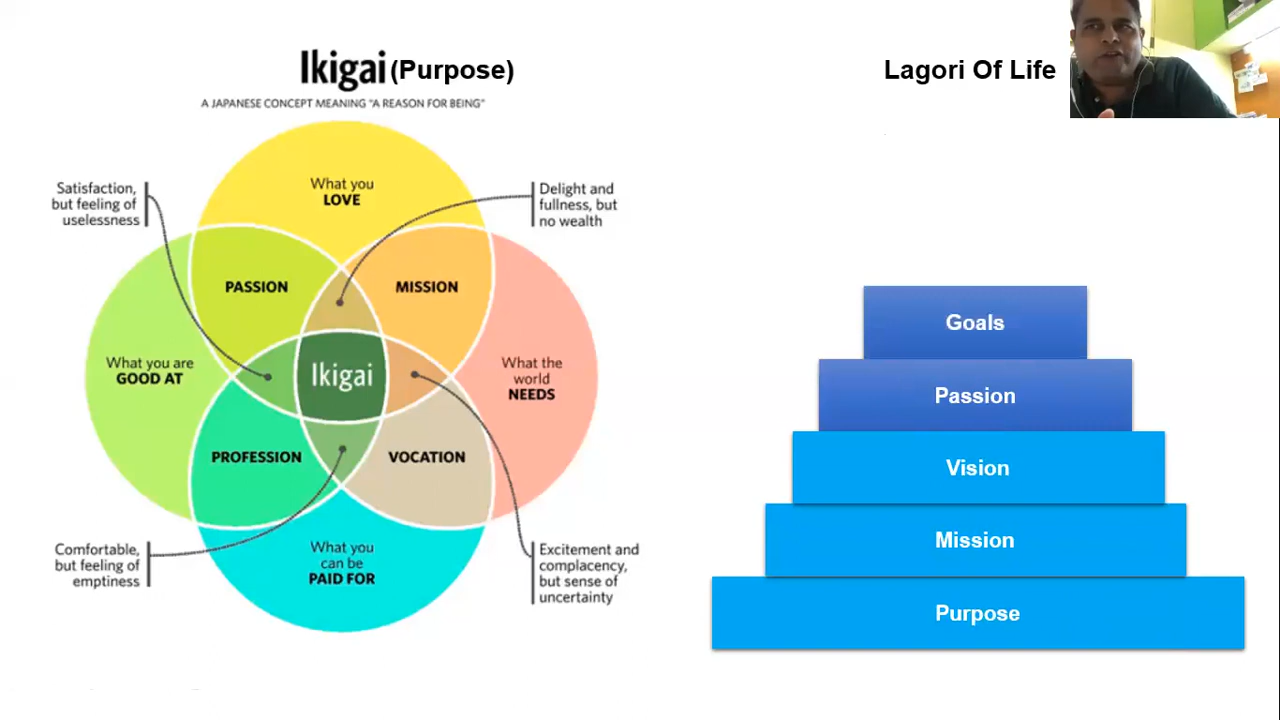 Ikigai (Purpose)
A JAPANESE CONCEPT MEANING "A REASON FOR BEING"
Satisfaction,
but feeling of
uselessness
What you
LOVE
Delight and
fullness, but
no wealth
PASSION
MISSION
What you are
GOOD AT
Ikigai
What the
world
NEEDS
PROFESSION
VOCATION
Comfortable,
but feeling of
emptiness
What you
can be
PAID FOR
Excitement and
complacency,
but sense of
uncertainty
Lagori Of Life
Goals
Passion
Vision
Mission
Purpose